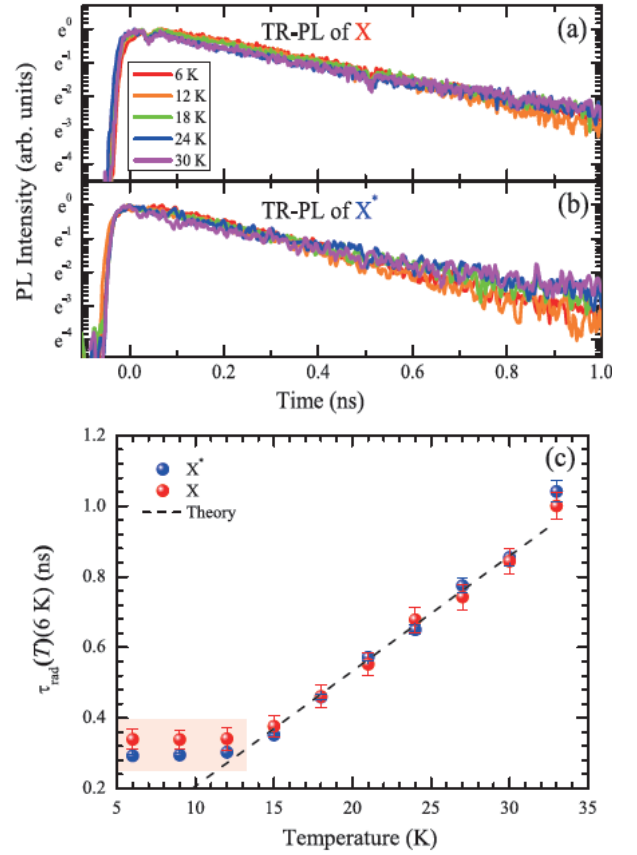 TR-PL of X
(a)
6 K
12 K
18 K
24 K
30 K
e⁰
e⁻¹
e⁻²
e⁻³
e⁻⁴
PL Intensity (arb. units)
TR-PL of X*
(b)
e⁰
e⁻¹
e⁻²
e⁻³
e⁻⁴
0.0 0.2 0.4 0.6 0.8 1.0
Time (ns)
(c)
X*
X
Theory
1.2
1.0
0.8
0.6
0.4
0.2
τrad(T)(6 K) (ns)
5 10 15 20 25 30 35
Temperature (K)